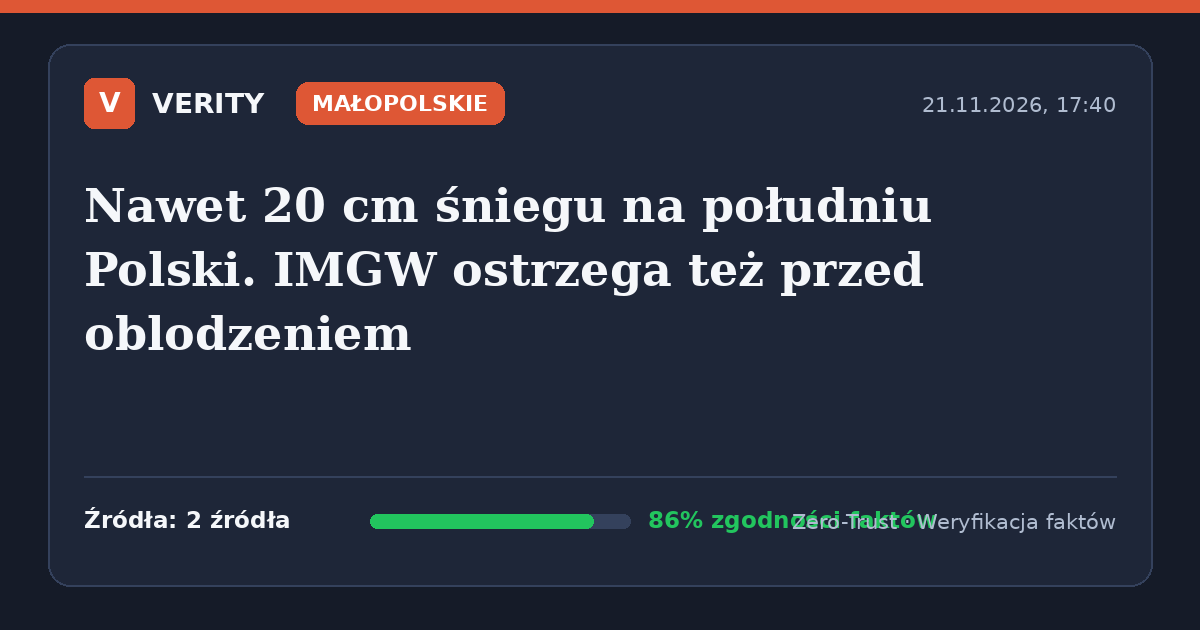 V VERITY MAŁOPOLSKIE 21.11.2026, 17:40
Nawet 20 cm śniegu na południu
Polski. IMGW ostrzega też przed
oblodzeniem
Źródła: 2 źródła 86% zgodności faktów Zero-Trust · Weryfikacja faktów